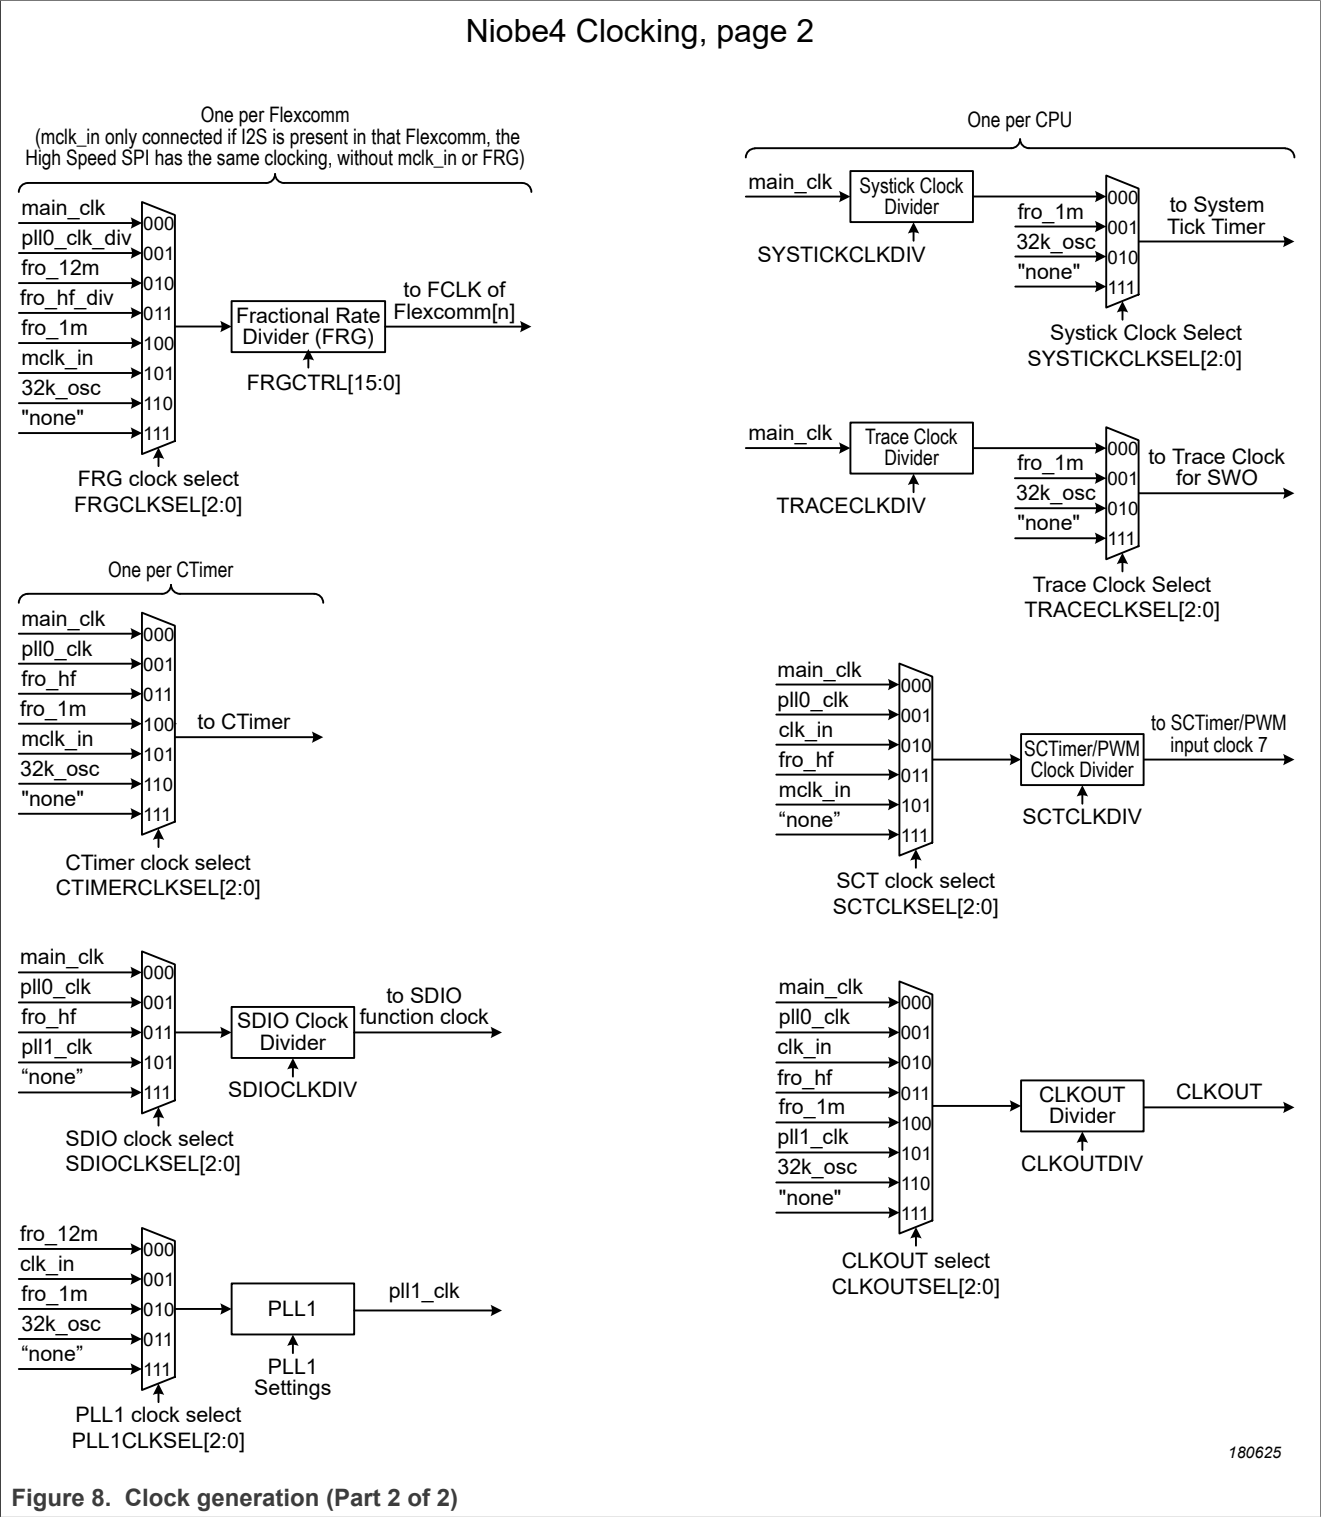 Niobe4 Clocking, page 2
One per Flexcomm
(mclk_in only connected if I2S is present in that Flexcomm, the
High Speed SPI has the same clocking, without mclk_in or FRG)
main_clk
000
pll0_clk_div
001
fro_12m
010
fro_hf_div
011
fro_1m
100
mclk_in
101
32k_osc
110
"none"
111
Fractional Rate
Divider (FRG)
FRGCTRL[15:0]
to FCLK of
Flexcomm[n]
FRG clock select
FRGCLKSEL[2:0]
One per CTimer
main_clk
000
pll0_clk
001
fro_hf
011
fro_1m
100
mclk_in
101
32k_osc
110
"none"
111
to CTimer
CTimer clock select
CTIMERCLKSEL[2:0]
main_clk
000
pll0_clk
001
fro_hf
011
pll1_clk
101
“none”
111
SDIO Clock
Divider
SDIOCLKDIV
to SDIO
function clock
SDIO clock select
SDIOCLKSEL[2:0]
fro_12m
000
clk_in
001
fro_1m
010
32k_osc
011
“none”
111
PLL1
PLL1
Settings
pll1_clk
PLL1 clock select
PLL1CLKSEL[2:0]
One per CPU
main_clk
Systick Clock
Divider
SYSTICKCLKDIV
000
fro_1m
001
32k_osc
010
"none"
111
to System
Tick Timer
Systick Clock Select
SYSTICKCLKSEL[2:0]
main_clk
Trace Clock
Divider
TRACECLKDIV
000
fro_1m
001
32k_osc
010
"none"
111
to Trace Clock
for SWO
Trace Clock Select
TRACECLKSEL[2:0]
main_clk
000
pll0_clk
001
clk_in
010
fro_hf
011
mclk_in
101
“none”
111
SCTimer/PWM
Clock Divider
SCTCLKDIV
to SCTimer/PWM
input clock 7
SCT clock select
SCTCLKSEL[2:0]
main_clk
000
pll0_clk
001
clk_in
010
fro_hf
011
fro_1m
100
pll1_clk
101
32k_osc
110
"none"
111
CLKOUT
Divider
CLKOUTDIV
CLKOUT
CLKOUT select
CLKOUTSEL[2:0]
180625
Figure 8. Clock generation (Part 2 of 2)